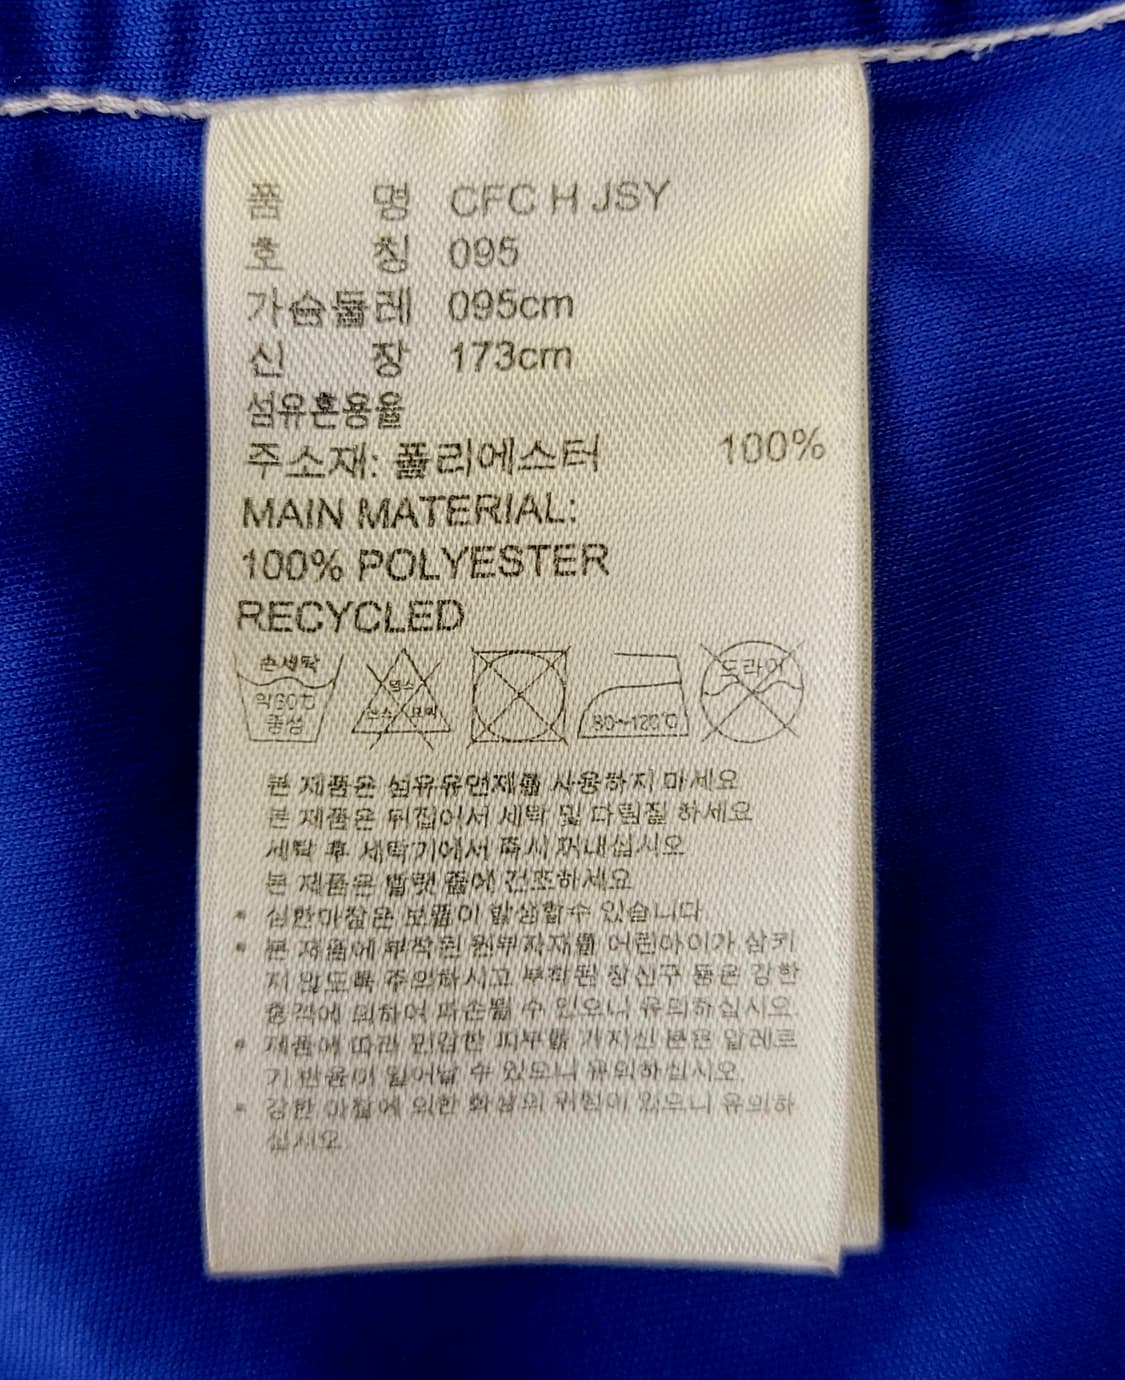 품 명 CFC H JSY
호 칭 095
가슴둘레 095cm
신 장 173cm
섬유혼용율
주소재: 폴리에스터 100%
MAIN MATERIAL:
100% POLYESTER
RECYCLED
손세탁
약30℃
중성
염소
산소 표백
80~120℃
드라이
본 제품은 섬유유연제를 사용하지 마세요
본 제품은 뒤집어서 세탁 및 다림질 하세요
세탁 후 세탁기에서 즉시 꺼내십시오
본 제품은 빨랫줄에 건조하세요
* 심한마찰은 보풀이 발생할수 있습니다
* 본 제품에 부착된 원부자재를 어린아이가 삼키
지 않도록 주의하시고 부착된 장신구 등은 강한
충격에 의하여 파손될 수 있으니 유의하십시오.
* 제품에 따라 민감한 피부를 가지신 분은 알레르
기 반응이 일어날 수 있으니 유의하십시오.
* 강한 마찰에 의한 화상의 위험이 있으니 유의하
십시오.